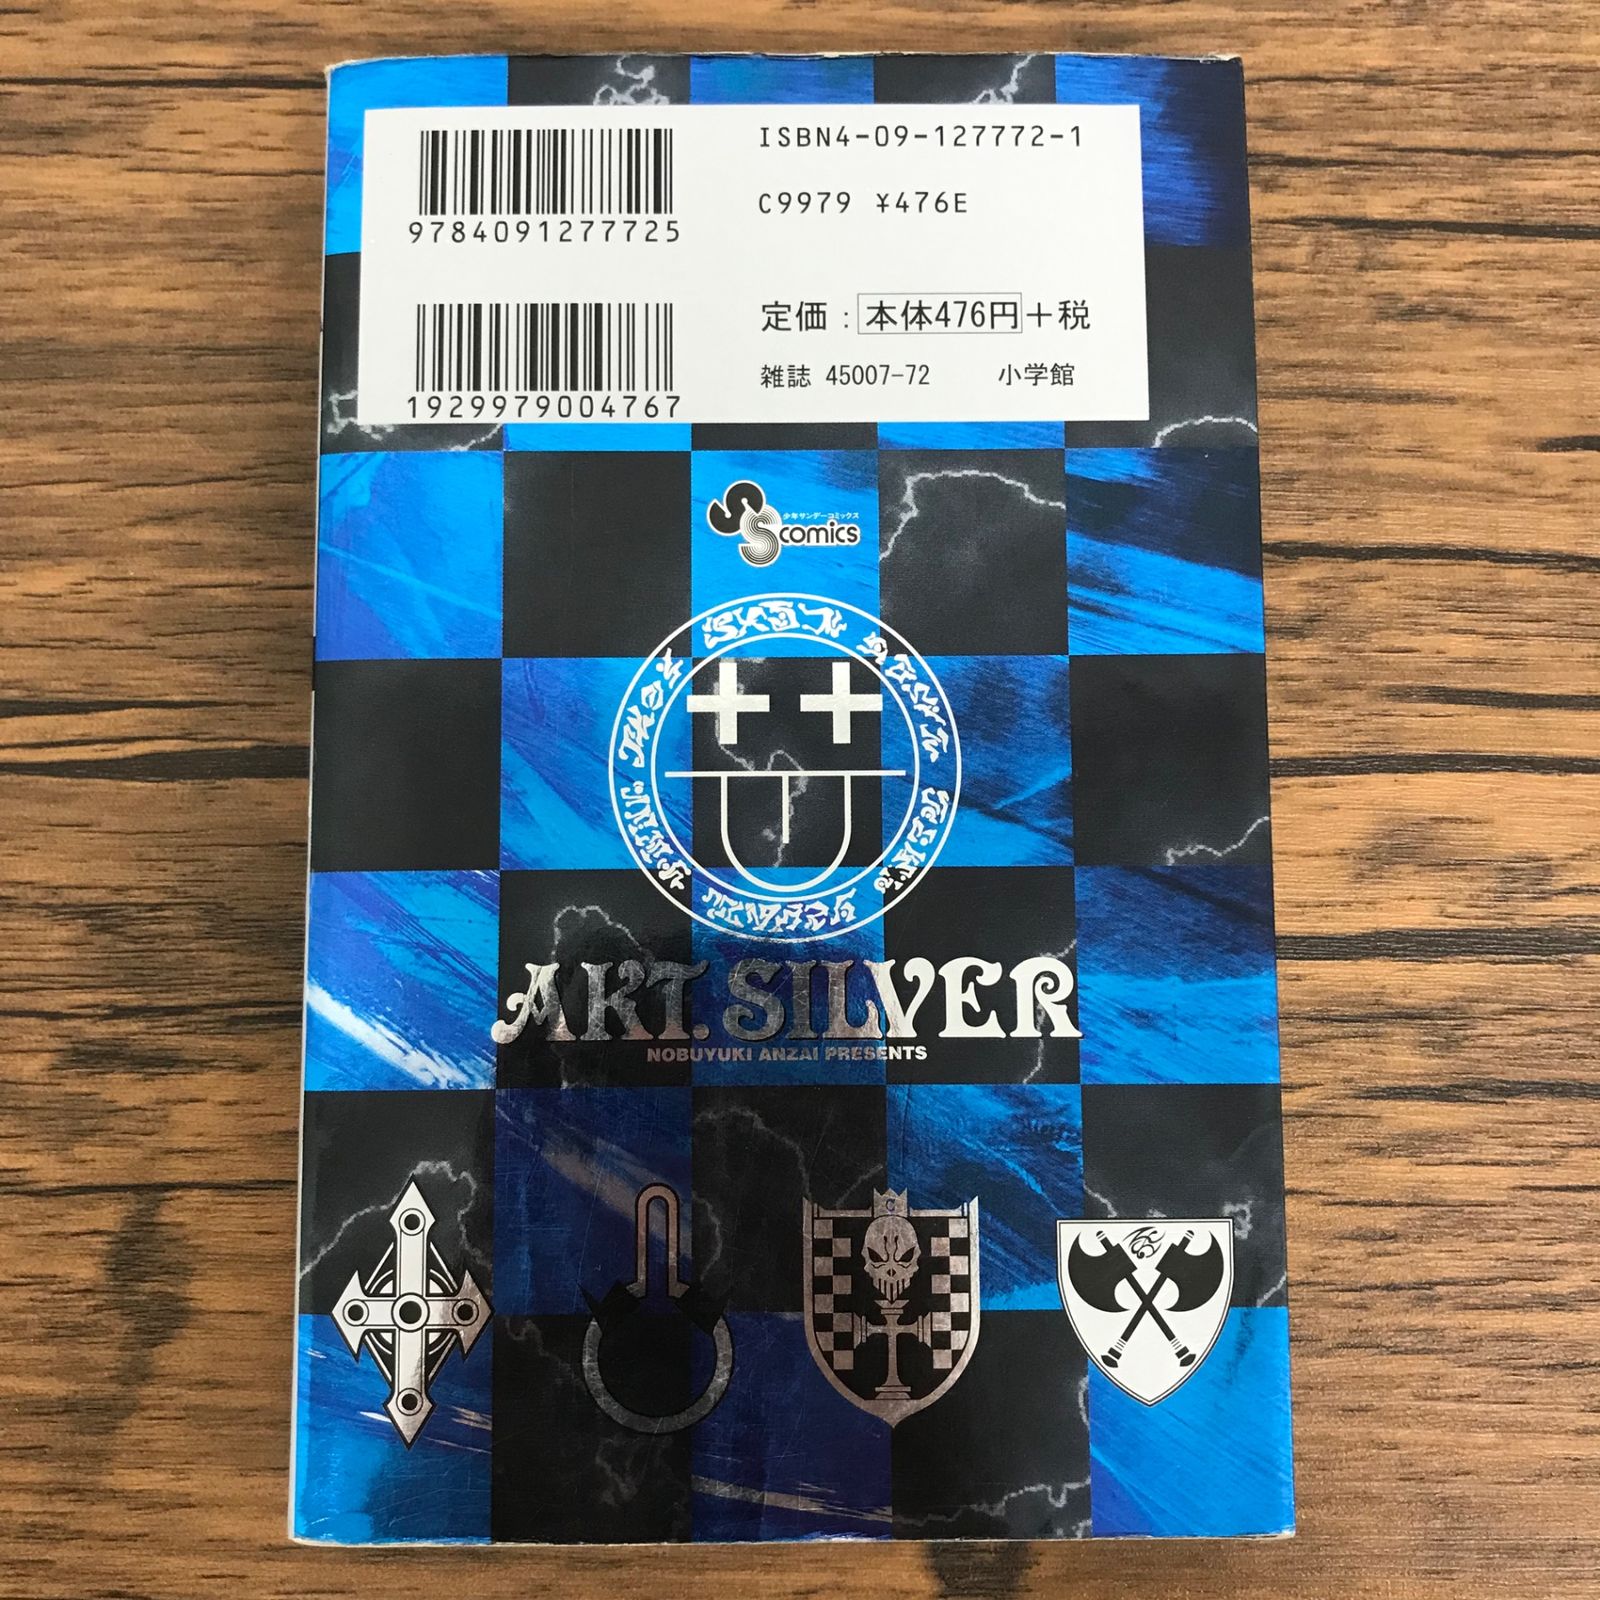 ISBN4-09-127772-1
9784091277725
C9979 ¥476E
定価：本体476円+税
1929979004767
雑誌 45007-72 小学館
少年サンデーコミックス
SS comics
ÄRT. SILVER
NOBUYUKI ANZAI PRESENTS
C